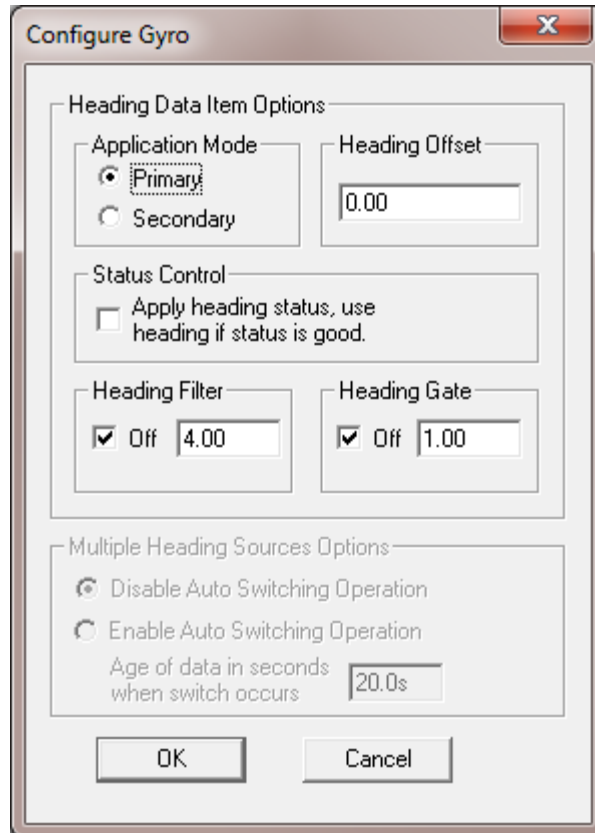 Configure Gyro
Heading Data Item Options
Application Mode
Primary
Secondary
Heading Offset
0.00
Status Control
Apply heading status, use
heading if status is good.
Heading Filter
Off 4.00
Heading Gate
Off 1.00
Multiple Heading Sources Options
Disable Auto Switching Operation
Enable Auto Switching Operation
Age of data in seconds
when switch occurs
20.0s
OK
Cancel